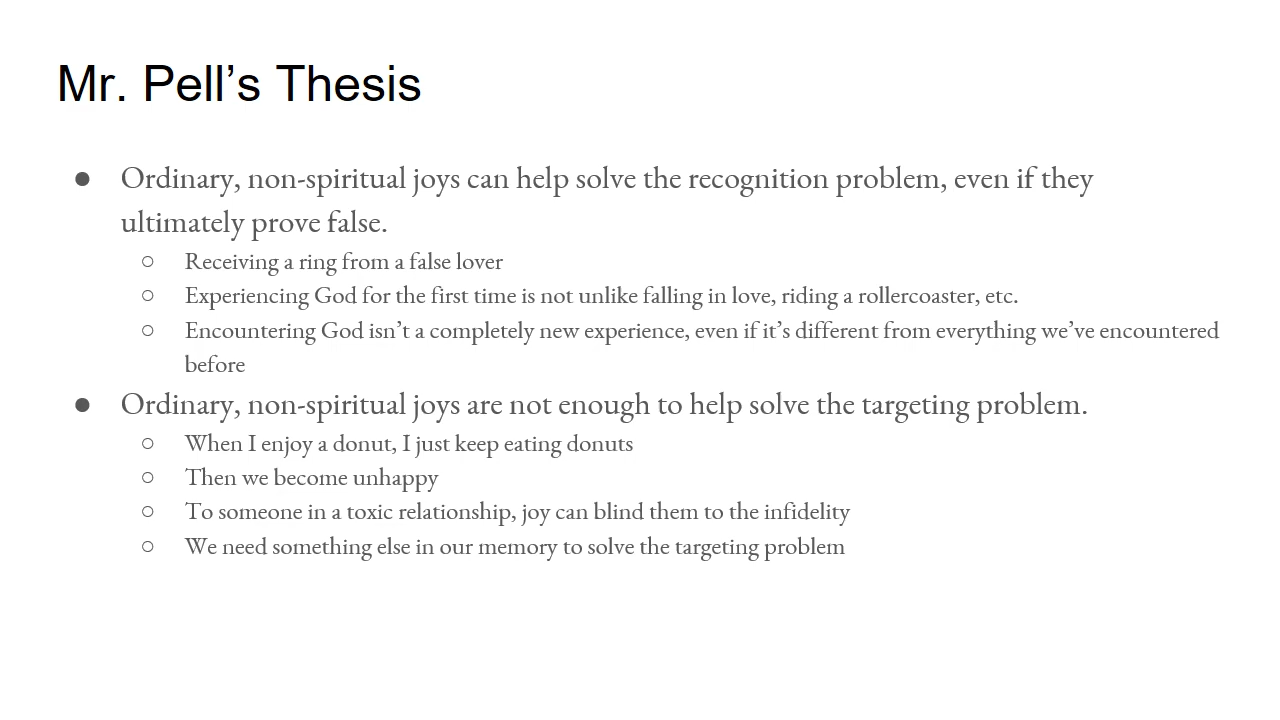 Mr. Pell’s Thesis
● Ordinary, non-spiritual joys can help solve the recognition problem, even if they
ultimately prove false.
○ Receiving a ring from a false lover
○ Experiencing God for the first time is not unlike falling in love, riding a rollercoaster, etc.
○ Encountering God isn’t a completely new experience, even if it’s different from everything we’ve encountered
before
● Ordinary, non-spiritual joys are not enough to help solve the targeting problem.
○ When I enjoy a donut, I just keep eating donuts
○ Then we become unhappy
○ To someone in a toxic relationship, joy can blind them to the infidelity
○ We need something else in our memory to solve the targeting problem